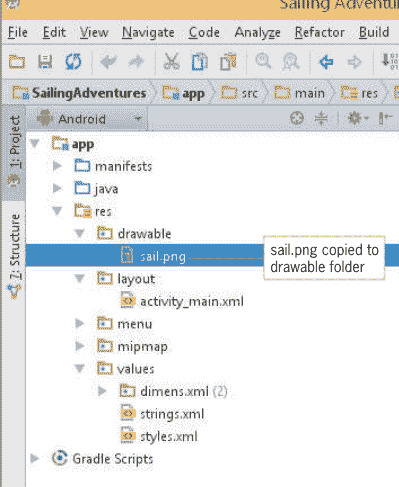 Sailing Adventure
File Edit View Navigate Code Analyze Refactor Build
SailingAdventures app src main res
1: Project
Android
app
manifests
java
res
drawable
sail.png
sail.png copied to
drawable folder
7: Structure
layout
activity_main.xml
menu
mipmap
values
dimens.xml (2)
strings.xml
styles.xml
Gradle Scripts